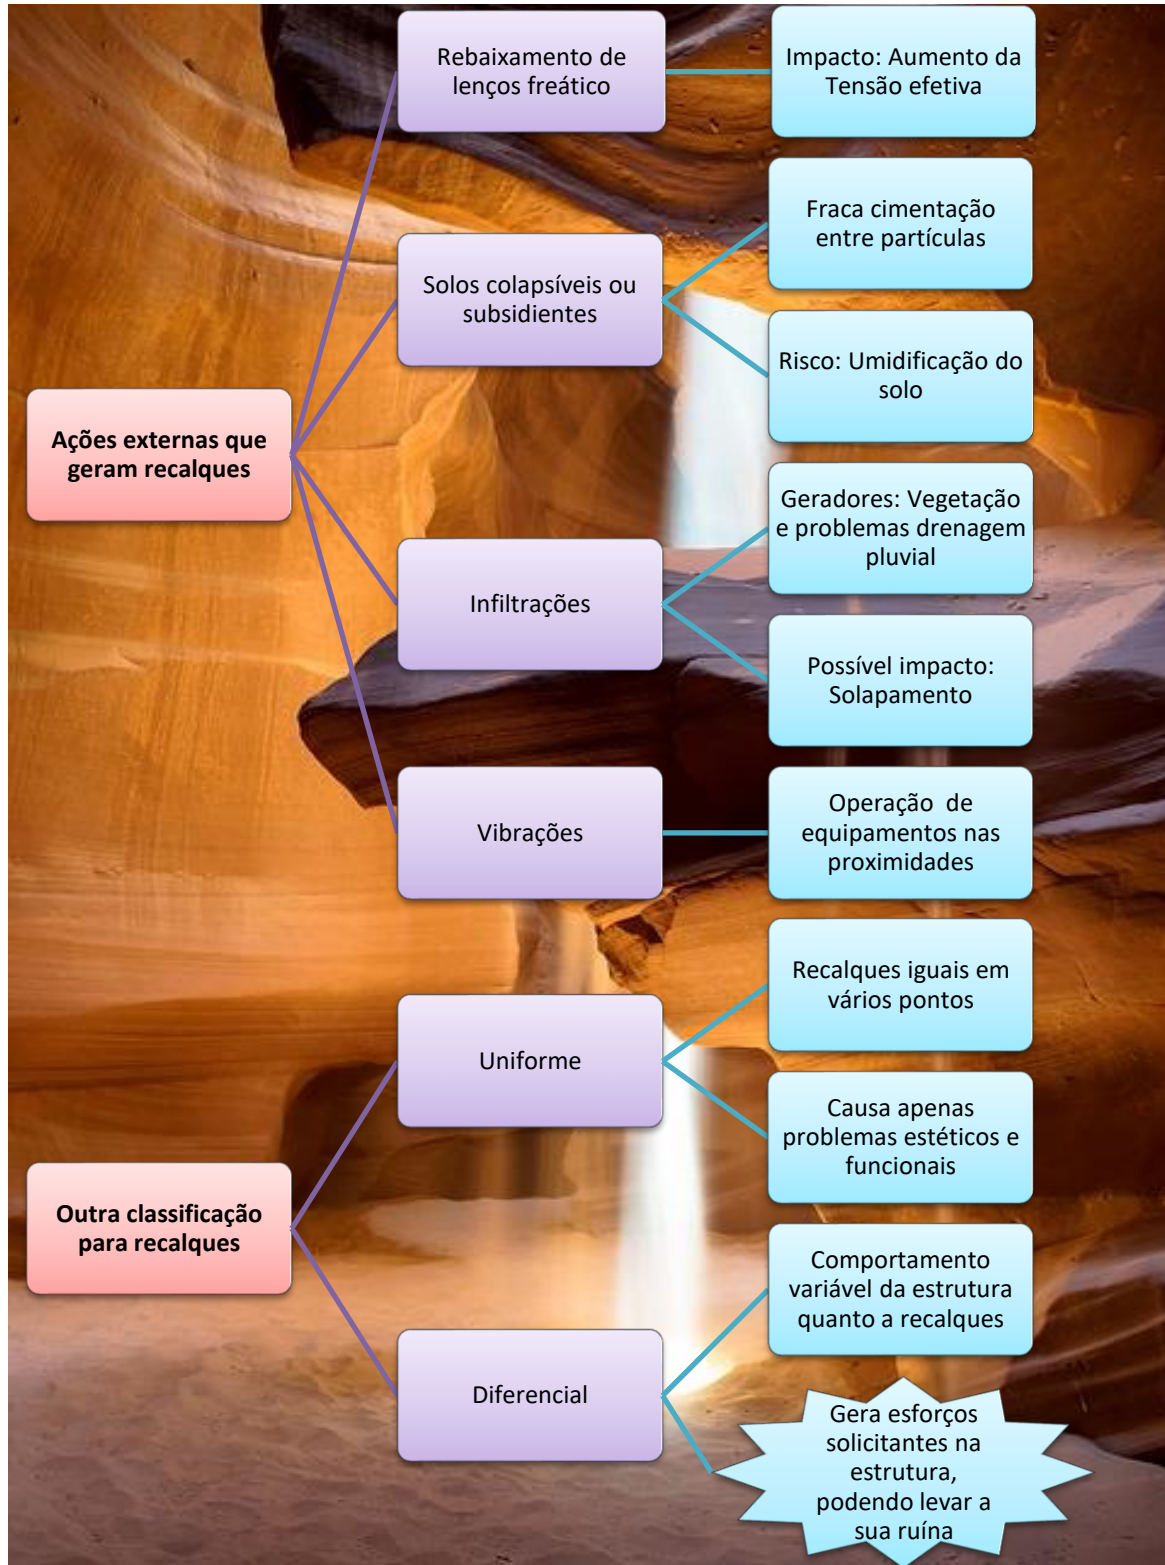 Rebaixamento de
lenços freático
Impacto: Aumento da
Tensão efetiva
Fraca cimentação
entre partículas
Solos colapsíveis ou
subsidientes
Risco: Umidificação do
solo
Ações externas que
geram recalques
Geradores: Vegetação
e problemas drenagem
pluvial
Infiltrações
Possível impacto:
Solapamento
Vibrações
Operação de
equipamentos nas
proximidades
Recalques iguais em
vários pontos
Uniforme
Causa apenas
problemas estéticos e
funcionais
Outra classificação
para recalques
Comportamento
variável da estrutura
quanto a recalques
Diferencial
Gera esforços
solicitantes na
estrutura,
podendo levar a
sua ruína